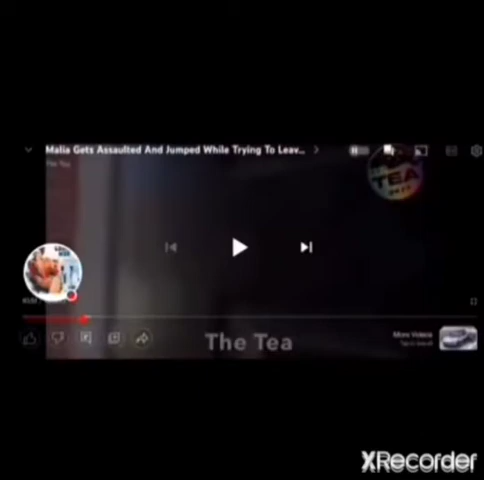 Malia Gets Assaulted And Jumped While Trying To Leav...
The Tea
TEA
The Tea
More Videos
XRecorder